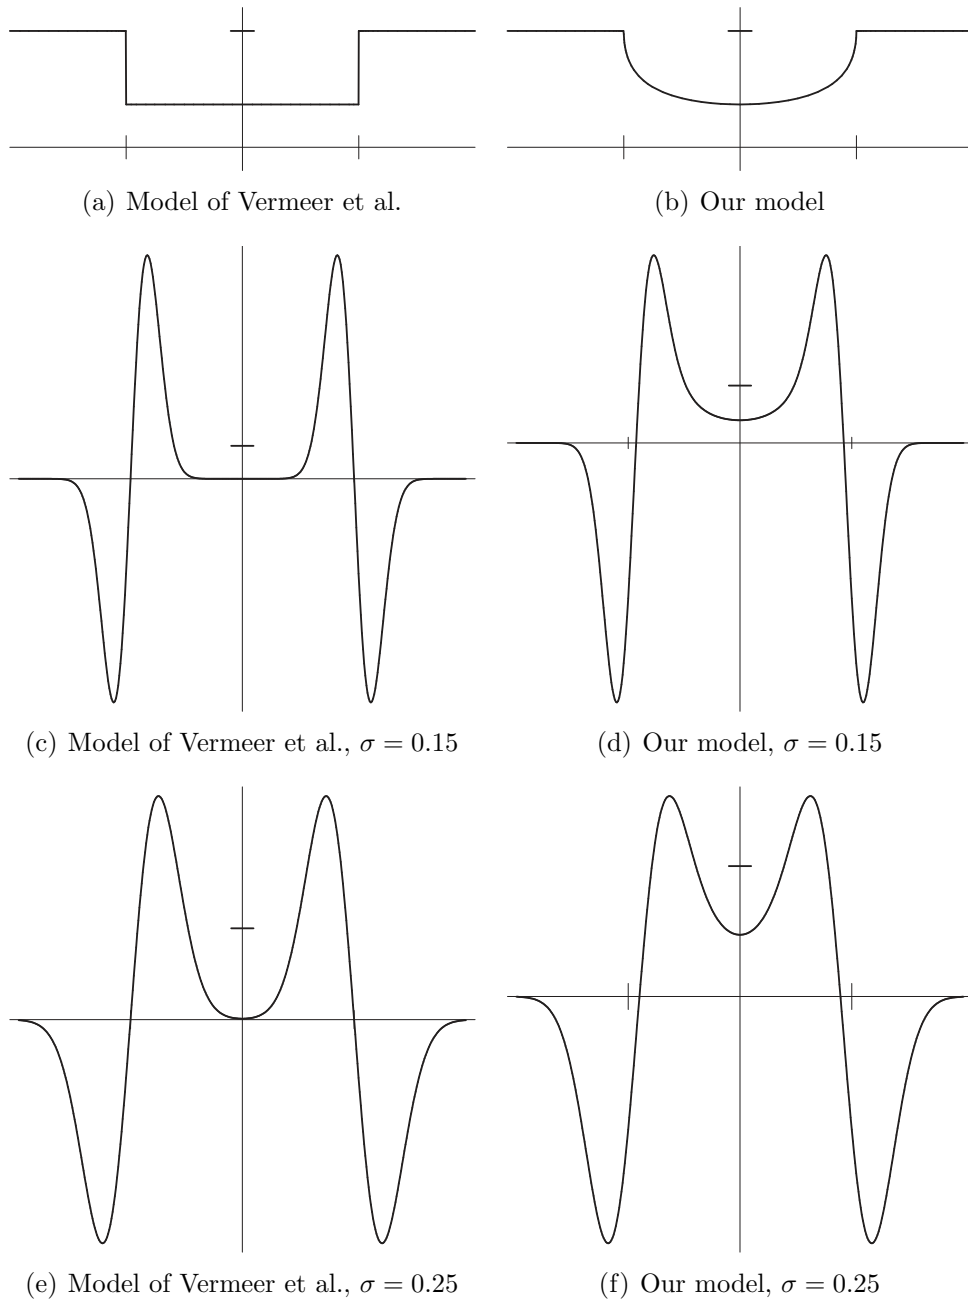 (a) Model of Vermeer et al.
(b) Our model
(c) Model of Vermeer et al., σ = 0.15
(d) Our model, σ = 0.15
(e) Model of Vermeer et al., σ = 0.25
(f) Our model, σ = 0.25